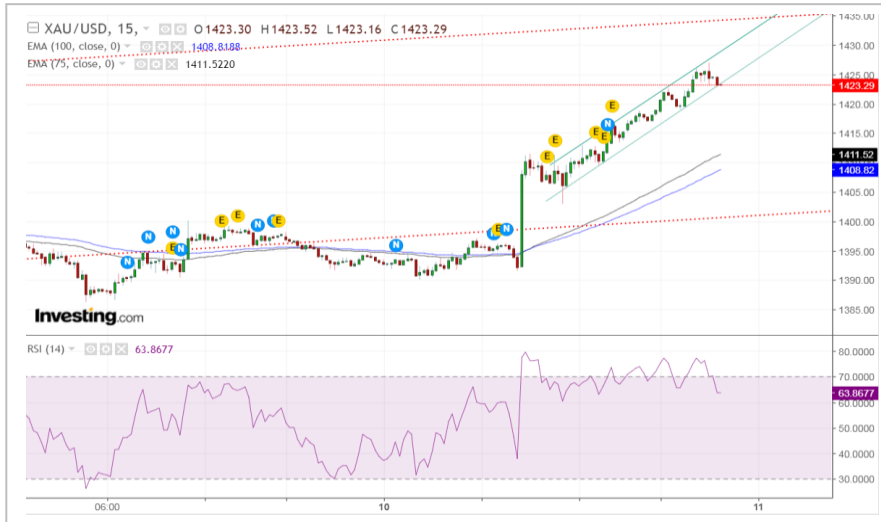 XAU/USD, 15, O1423.30 H1423.52 L1423.16 C1423.29
EMA (100, close, 0) 1408.8188
EMA (75, close, 0) 1411.5220
1435.00
1430.00
1425.00
1423.29
1420.00
1415.00
1411.52
1408.82
1405.00
1400.00
1395.00
1390.00
1385.00
E
E
N
E
E
E
N
N
E
N
E
E
N
N
E
N
N
E
N
N
N
Investing.com
RSI (14) 63.8677
80.0000
70.0000
63.8677
60.0000
50.0000
40.0000
30.0000
06:00 10 11